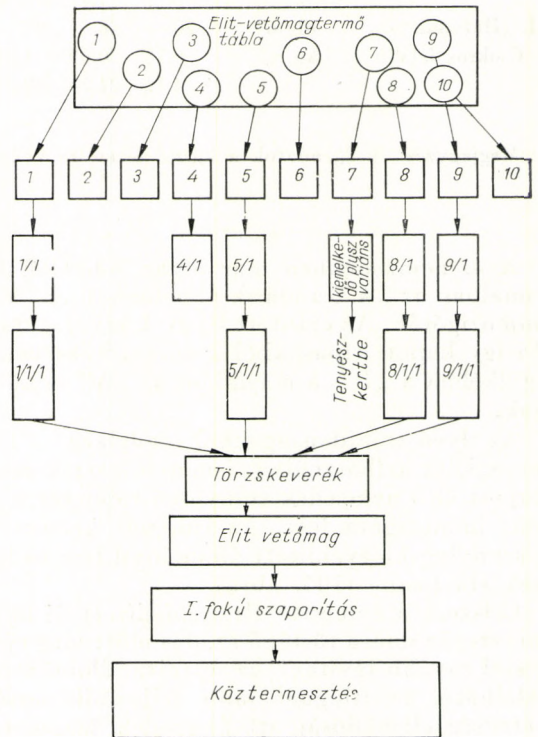 Elit-vetőmagtermő
tábla
1 2 3 4 5 6 7 8 9 10
1 2 3 4 5 6 7 8 9 10
1/1 4/1 5/1 kiemelke-
dő plusz
variáns 8/1 9/1
1/1/1 5/1/1 Tenyész-
kertbe 8/1/1 9/1/1
Törzskeverék
Elit vetőmag
I. fokú szaporítás
Köztermesztés